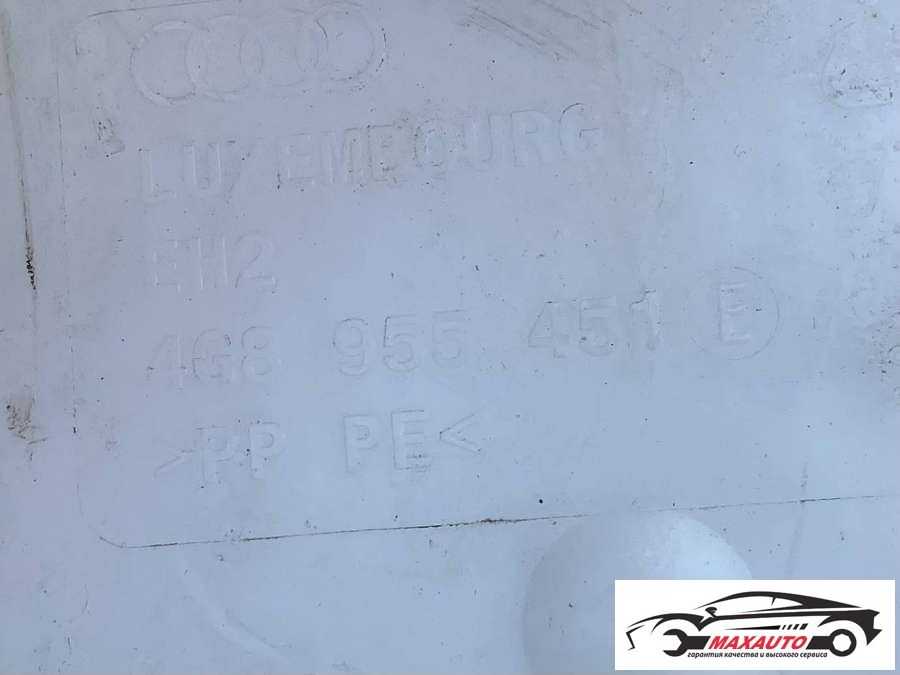 LUXEMBOURG
EH2
4G8 955 451 E
>PP PE<
MAXAUTO
гарантия качества и высокого сервиса